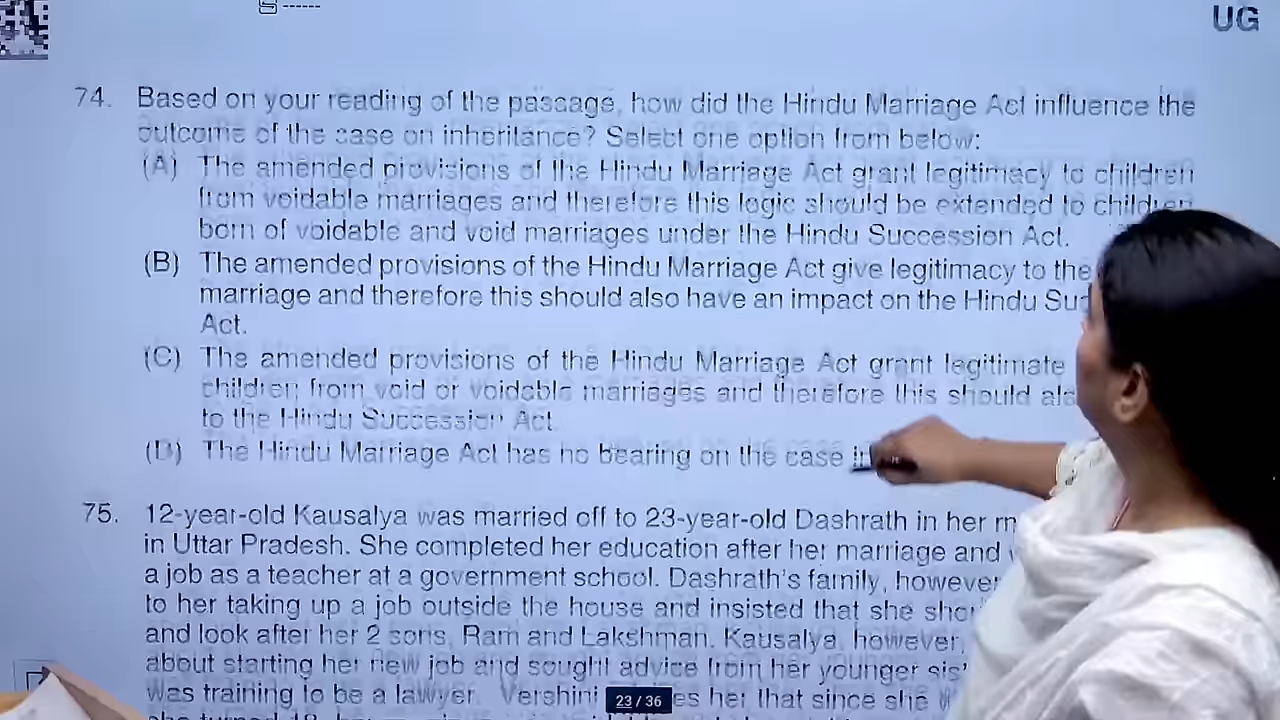 UG
74. Based on your reading of the passage, how did the Hindu Marriage Act influence the
outcome of the case on inheritance? Select one option from below:
(A) The amended provisions of the Hindu Marriage Act grant legitimacy to children
from voidable marriages and therefore this logic should be extended to children
born of voidable and void marriages under the Hindu Succession Act.
(B) The amended provisions of the Hindu Marriage Act give legitimacy to the
marriage and therefore this should also have an impact on the Hindu
Act.
(C) The amended provisions of the Hindu Marriage Act grant legitimate
children from void or voidable marriages and therefore this should
to the Hindu Succession Act.
(D) The Hindu Marriage Act has no bearing on the case
75. 12-year-old Kausalya was married off to 23-year-old Dashrath in her
in Uttar Pradesh. She completed her education after her marriage and
a job as a teacher at a government school. Dashrath's family, however
to her taking up a job outside the house and insisted that she
and look after her 2 sons, Ram and Lakshman. Kausalya, however,
about starting her new job and sought advice from her younger
was training to be a lawyer. Vershini her that since she
23 / 36